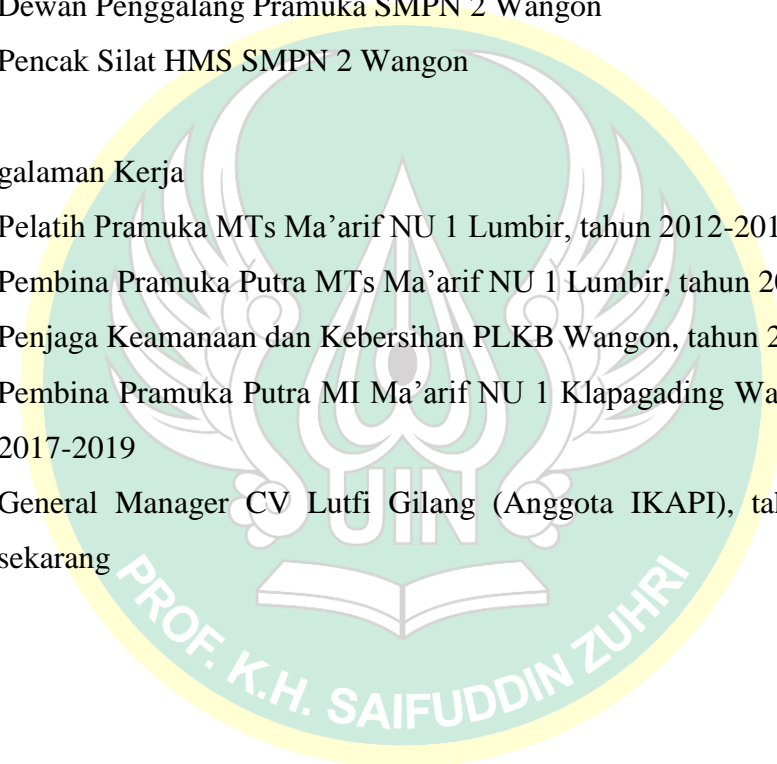 Dewan Penggalang Pramuka SMPN 2 Wangon
Pencak Silat HMS SMPN 2 Wangon
galaman Kerja
Pelatih Pramuka MTs Ma’arif NU 1 Lumbir, tahun 2012-201
Pembina Pramuka Putra MTs Ma’arif NU 1 Lumbir, tahun 20
Penjaga Keamanaan dan Kebersihan PLKB Wangon, tahun 2
Pembina Pramuka Putra MI Ma’arif NU 1 Klapagading Wa
2017-2019
General Manager CV Lutfi Gilang (Anggota IKAPI), ta
sekarang
UIN
PROF. K.H. SAIFUDDIN ZUHRI